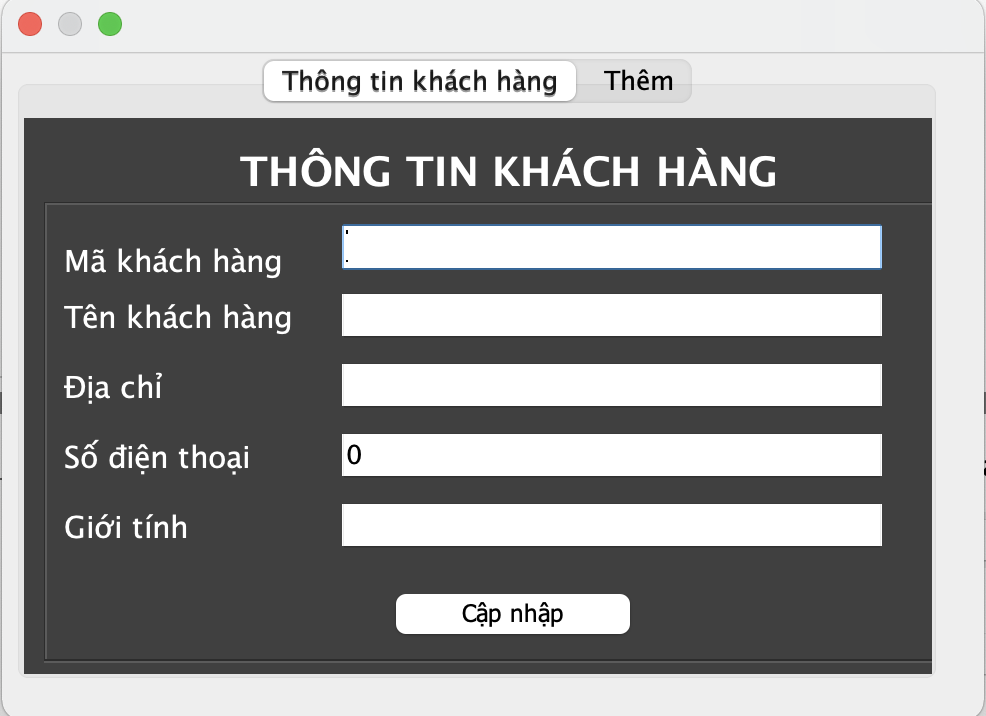 Thông tin khách hàng Thêm
THÔNG TIN KHÁCH HÀNG
Mã khách hàng
Tên khách hàng
Địa chỉ
Số điện thoại 0
Giới tính
Cập nhập